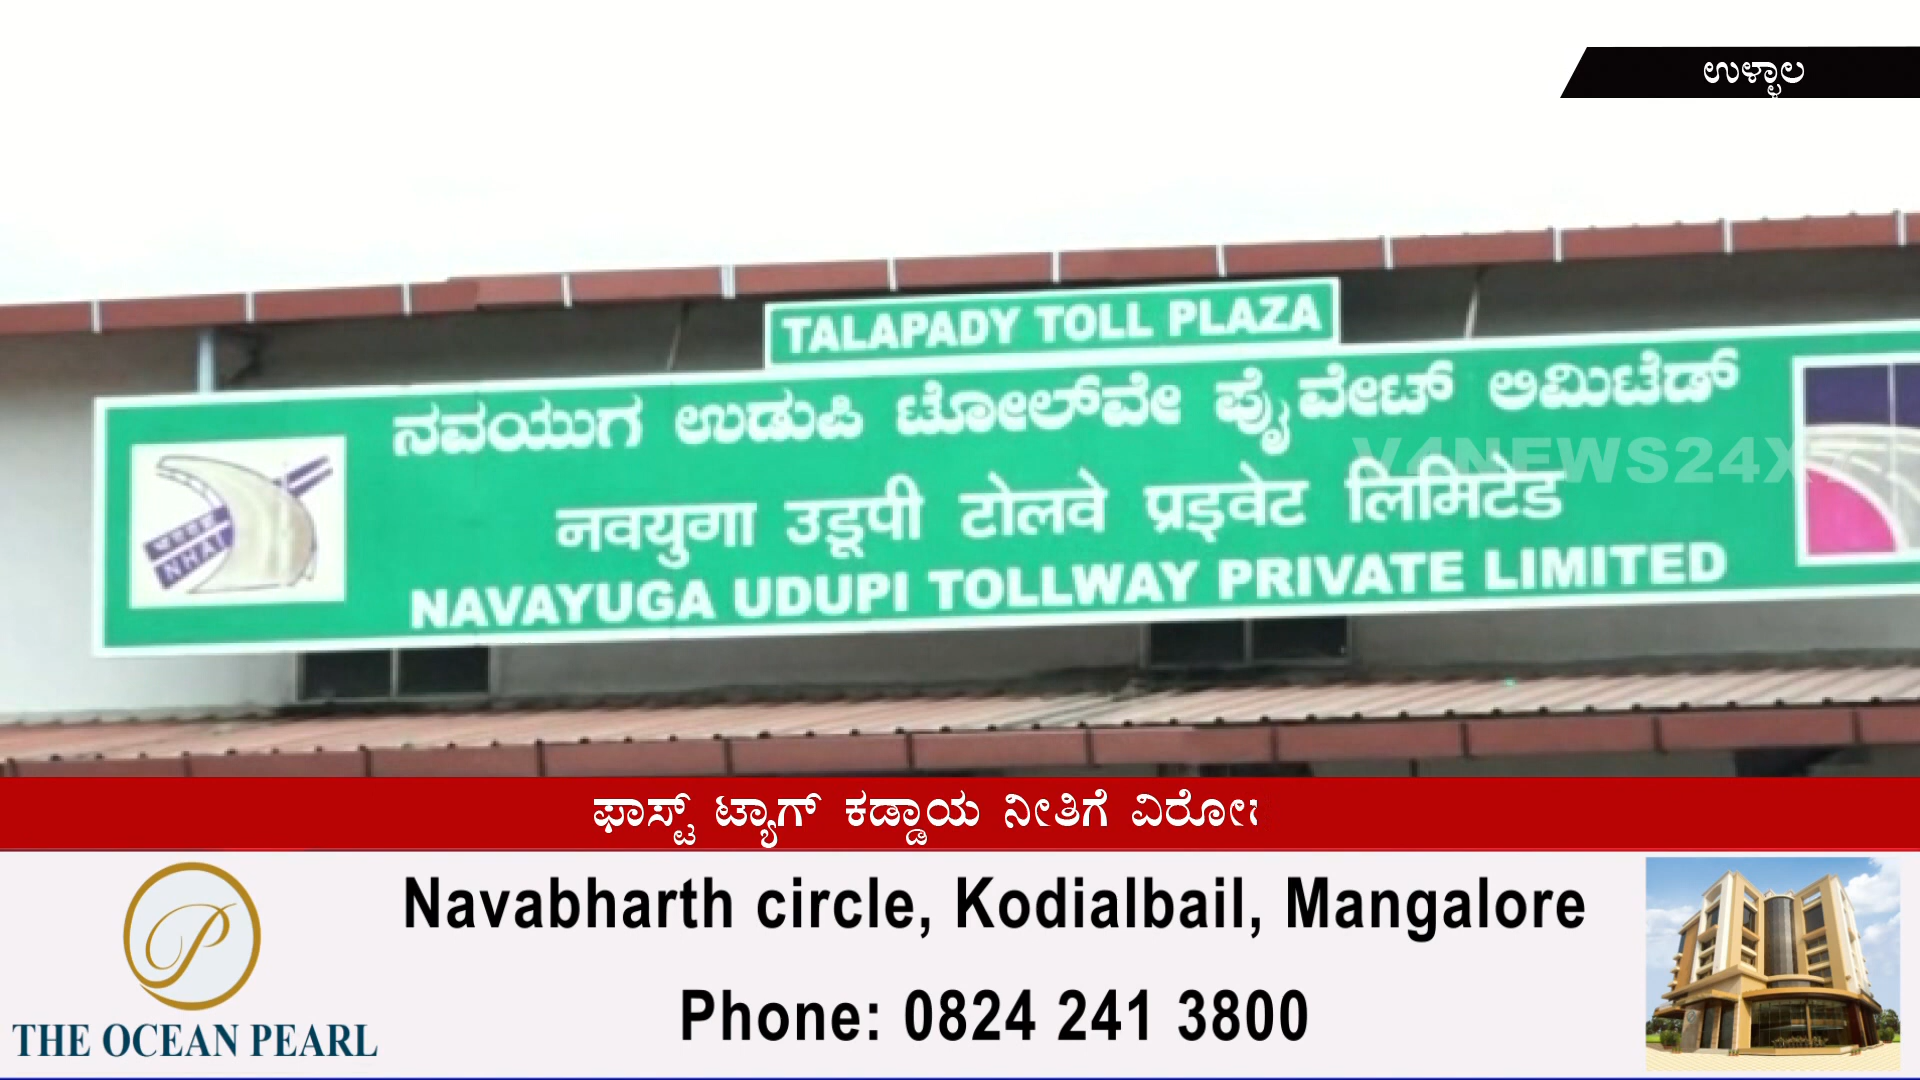 ಉಳ್ಳಾಲ
TALAPADY TOLL PLAZA
ನವಯುಗ ಉಡುಪಿ ಟೋಲ್‌ವೇ ಪ್ರೈವೇಟ್ ಲಿಮಿಟೆಡ್
V4NEWS24X7
नवयुगा उडूपी टोलवे प्रइवेट लिमिटेड
NHAI
NAVAYUGA UDUPI TOLLWAY PRIVATE LIMITED
ಫಾಸ್ಟ್ ಟ್ಯಾಗ್ ಕಡ್ಡಾಯ ನೀತಿಗೆ
Navabharth circle, Kodialbail, Mangalore
Phone: 0824 241 3800
THE OCEAN PEARL